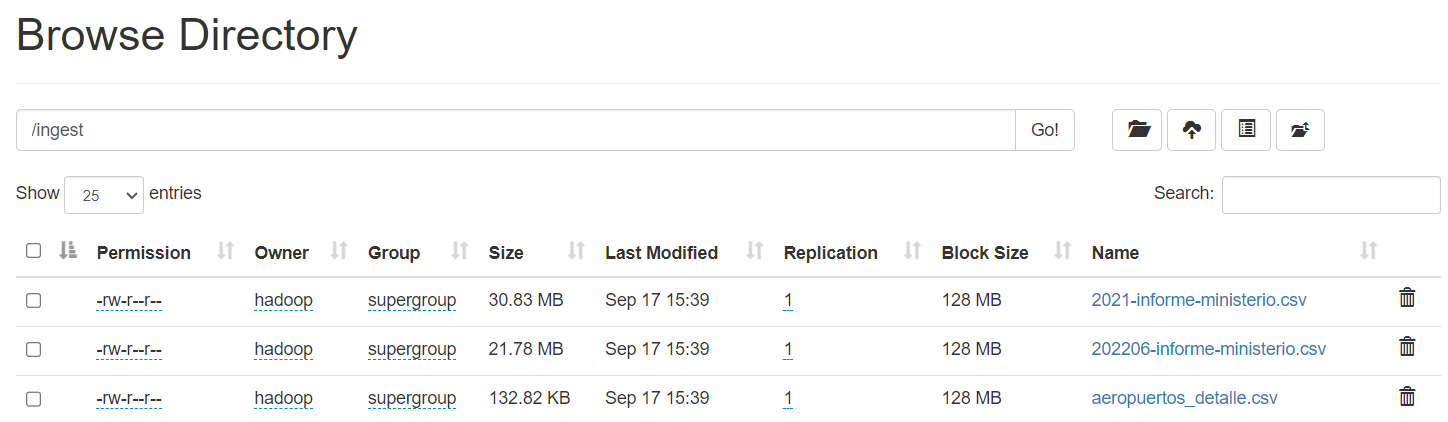 Browse Directory
/ingest Go!
Show 25 entries Search:
Permission Owner Group Size Last Modified Replication Block Size Name
-rw-r--r-- hadoop supergroup 30.83 MB Sep 17 15:39 1 128 MB 2021-informe-ministerio.csv
-rw-r--r-- hadoop supergroup 21.78 MB Sep 17 15:39 1 128 MB 202206-informe-ministerio.csv
-rw-r--r-- hadoop supergroup 132.82 KB Sep 17 15:39 1 128 MB aeropuertos_detalle.csv